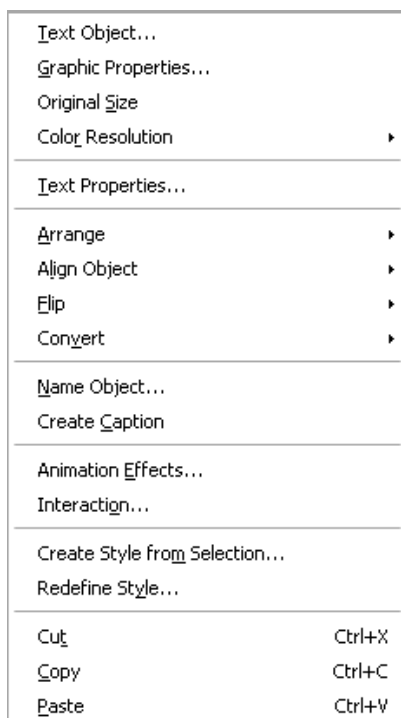 Text Object...
Graphic Properties...
Original Size
Color Resolution
Text Properties...
Arrange
Align Object
Flip
Convert
Name Object...
Create Caption
Animation Effects...
Interaction...
Create Style from Selection...
Redefine Style...
Cut Ctrl+X
Copy Ctrl+C
Paste Ctrl+V